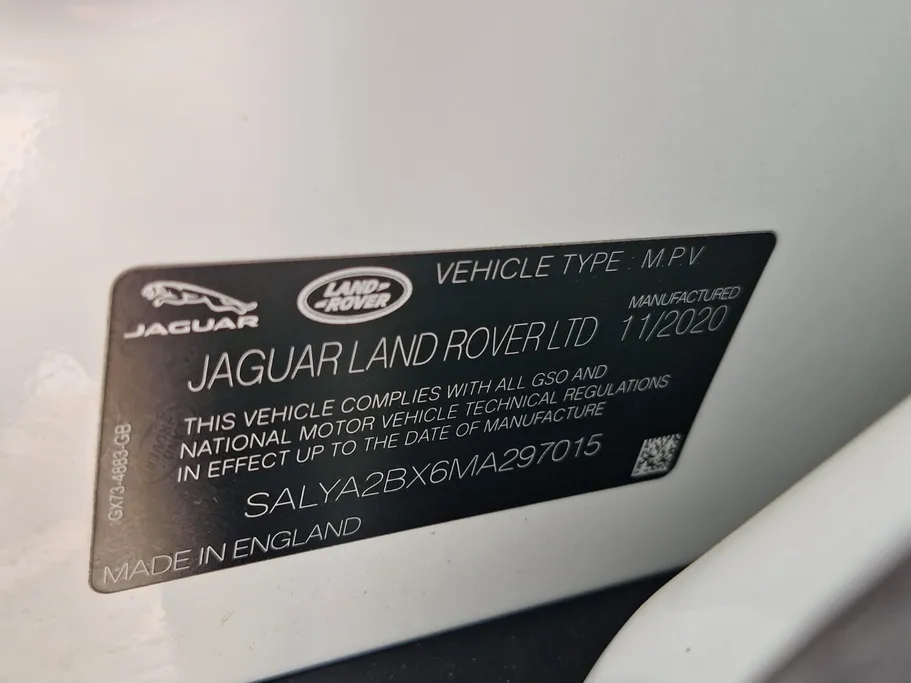 JAGUAR
LAND-
-ROVER
VEHICLE TYPE : M.P.V
MANUFACTURED
11/2020
JAGUAR LAND ROVER LTD
THIS VEHICLE COMPLIES WITH ALL GSO AND
NATIONAL MOTOR VEHICLE TECHNICAL REGULATIONS
IN EFFECT UP TO THE DATE OF MANUFACTURE
SALYA2BX6MA297015
MADE IN ENGLAND
GX73-4883-GB